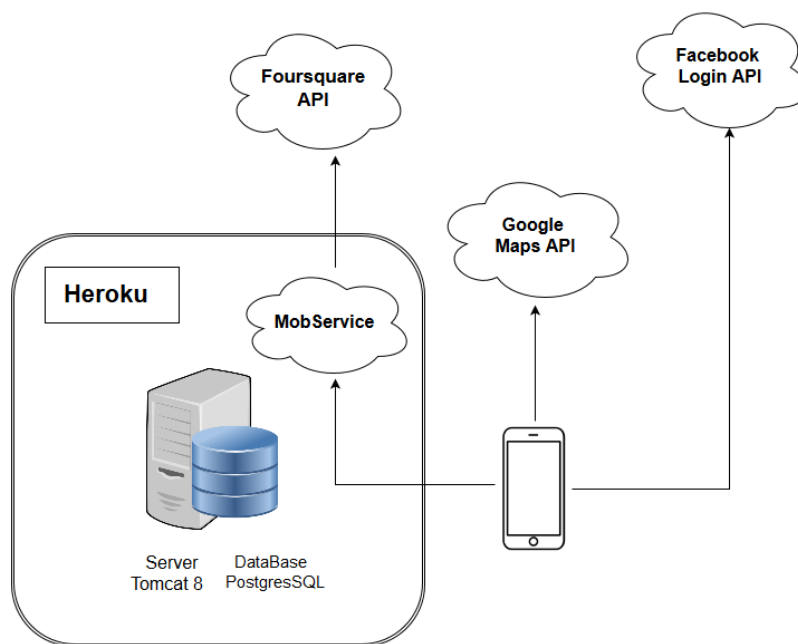 Foursquare
API
Facebook
Login API
Google
Maps API
Heroku
MobService
Server
Tomcat 8
DataBase
PostgresSQL